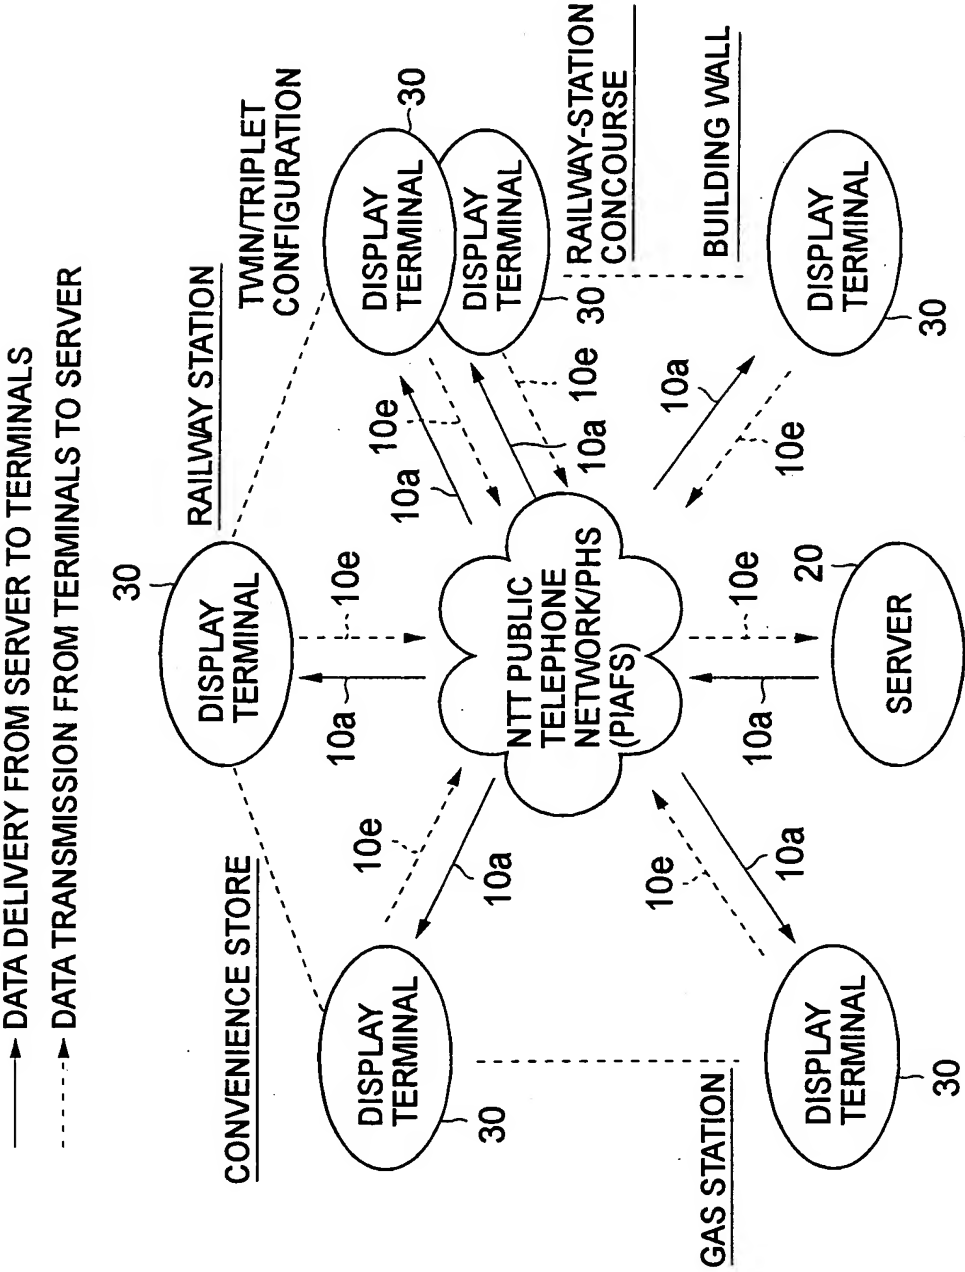 DATA DELIVERY FROM SERVER TO TERMINALS
DATA TRANSMISSION FROM TERMINALS TO SERVER
RAILWAY STATION
30
DISPLAY
TERMINAL
TWIN/TRIPLET
CONFIGURATION
30
DISPLAY
TERMINAL
DISPLAY
TERMINAL
30
RAILWAY-STATION
CONCOURSE
CONVENIENCE STORE
DISPLAY
TERMINAL
30
10e
10a
10a
10e
10a
10e
10a
10e
NTT PUBLIC
TELEPHONE
NETWORK/PHS
(PIAFS)
BUILDING WALL
DISPLAY
TERMINAL
30
10a
10e
GAS STATION
DISPLAY
TERMINAL
30
10e
10a
10a
10e
20
SERVER